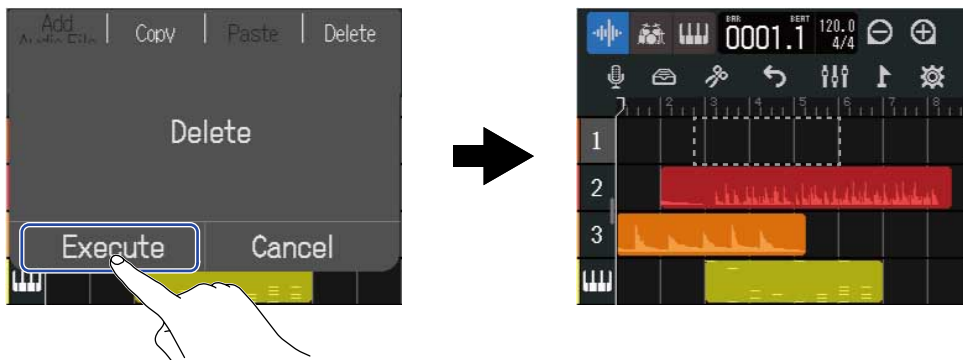 Add
Audio File
Copy
Paste
Delete
Delete
Execute
Cancel
BAR
BEAT
0001.1
120.0
4/4
2
3
4
5
6
7
8
1
2
3